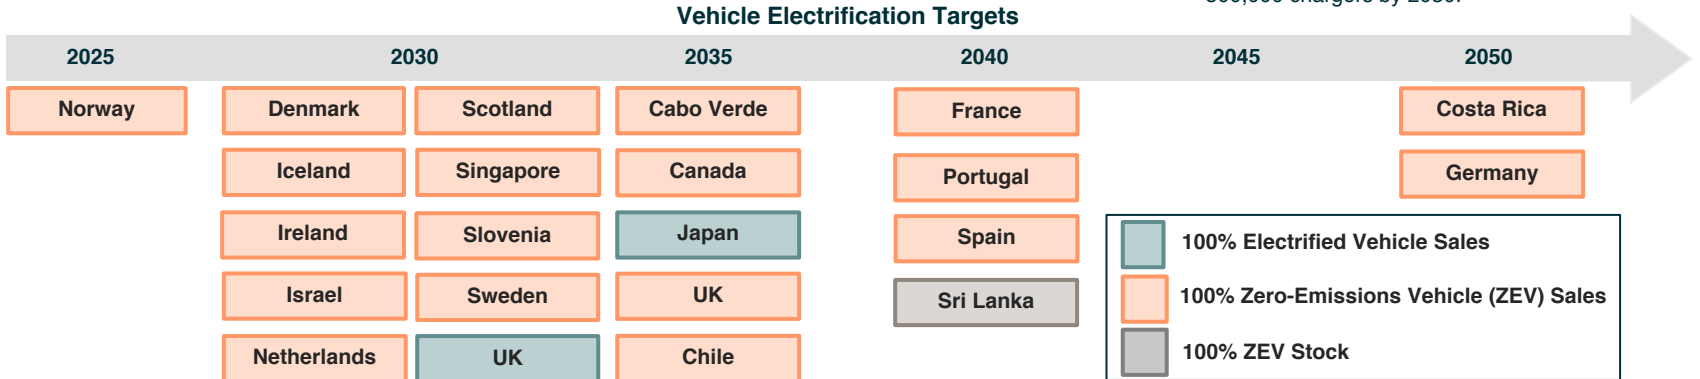 Vehicle Electrification Targets
2025 2030 2035 2040 2045 2050
Norway Denmark Scotland Cabo Verde France Costa Rica
Iceland Singapore Canada Portugal Germany
Ireland Slovenia Japan Spain
Israel Sweden UK Sri Lanka
Netherlands UK Chile
100% Electrified Vehicle Sales
100% Zero-Emissions Vehicle (ZEV) Sales
100% ZEV Stock